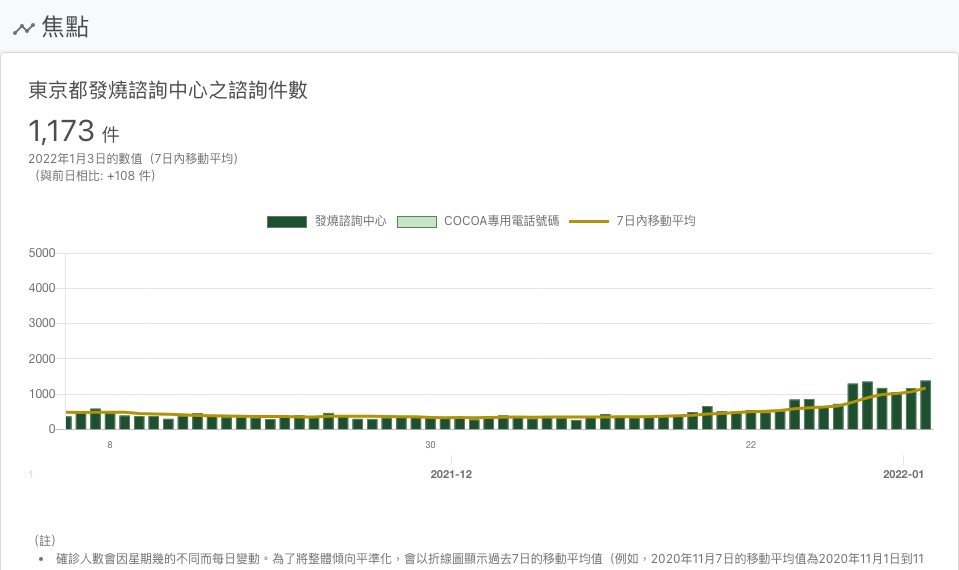 焦點
東京都發燒諮詢中心之諮詢件數
1,173 件
2022年1月3日的數值（7日內移動平均）
（與前日相比: +108 件）
發燒諮詢中心 COCOA專用電話號碼 7日內移動平均
5000
4000
3000
2000
1000
0
8 30 22
1 2021-12 2022-01
（註）
• 確診人數會因星期幾的不同而每日變動。為了將整體傾向平準化，會以折線圖顯示過去7日的移動平均值（例如，2020年11月7日的移動平均值為2020年11月1日到11